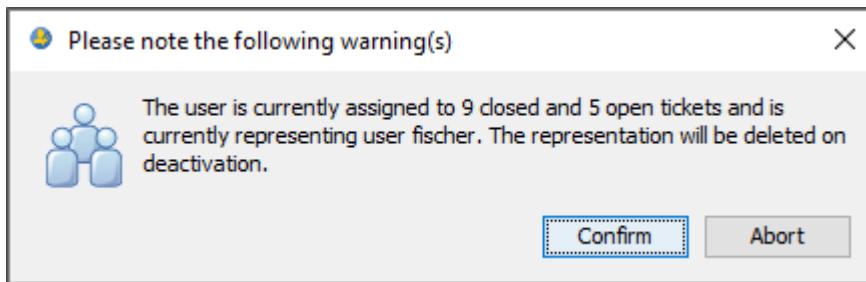 Please note the following warning(s)
The user is currently assigned to 9 closed and 5 open tickets and is
currently representing user fischer. The representation will be deleted on
deactivation.
Confirm
Abort